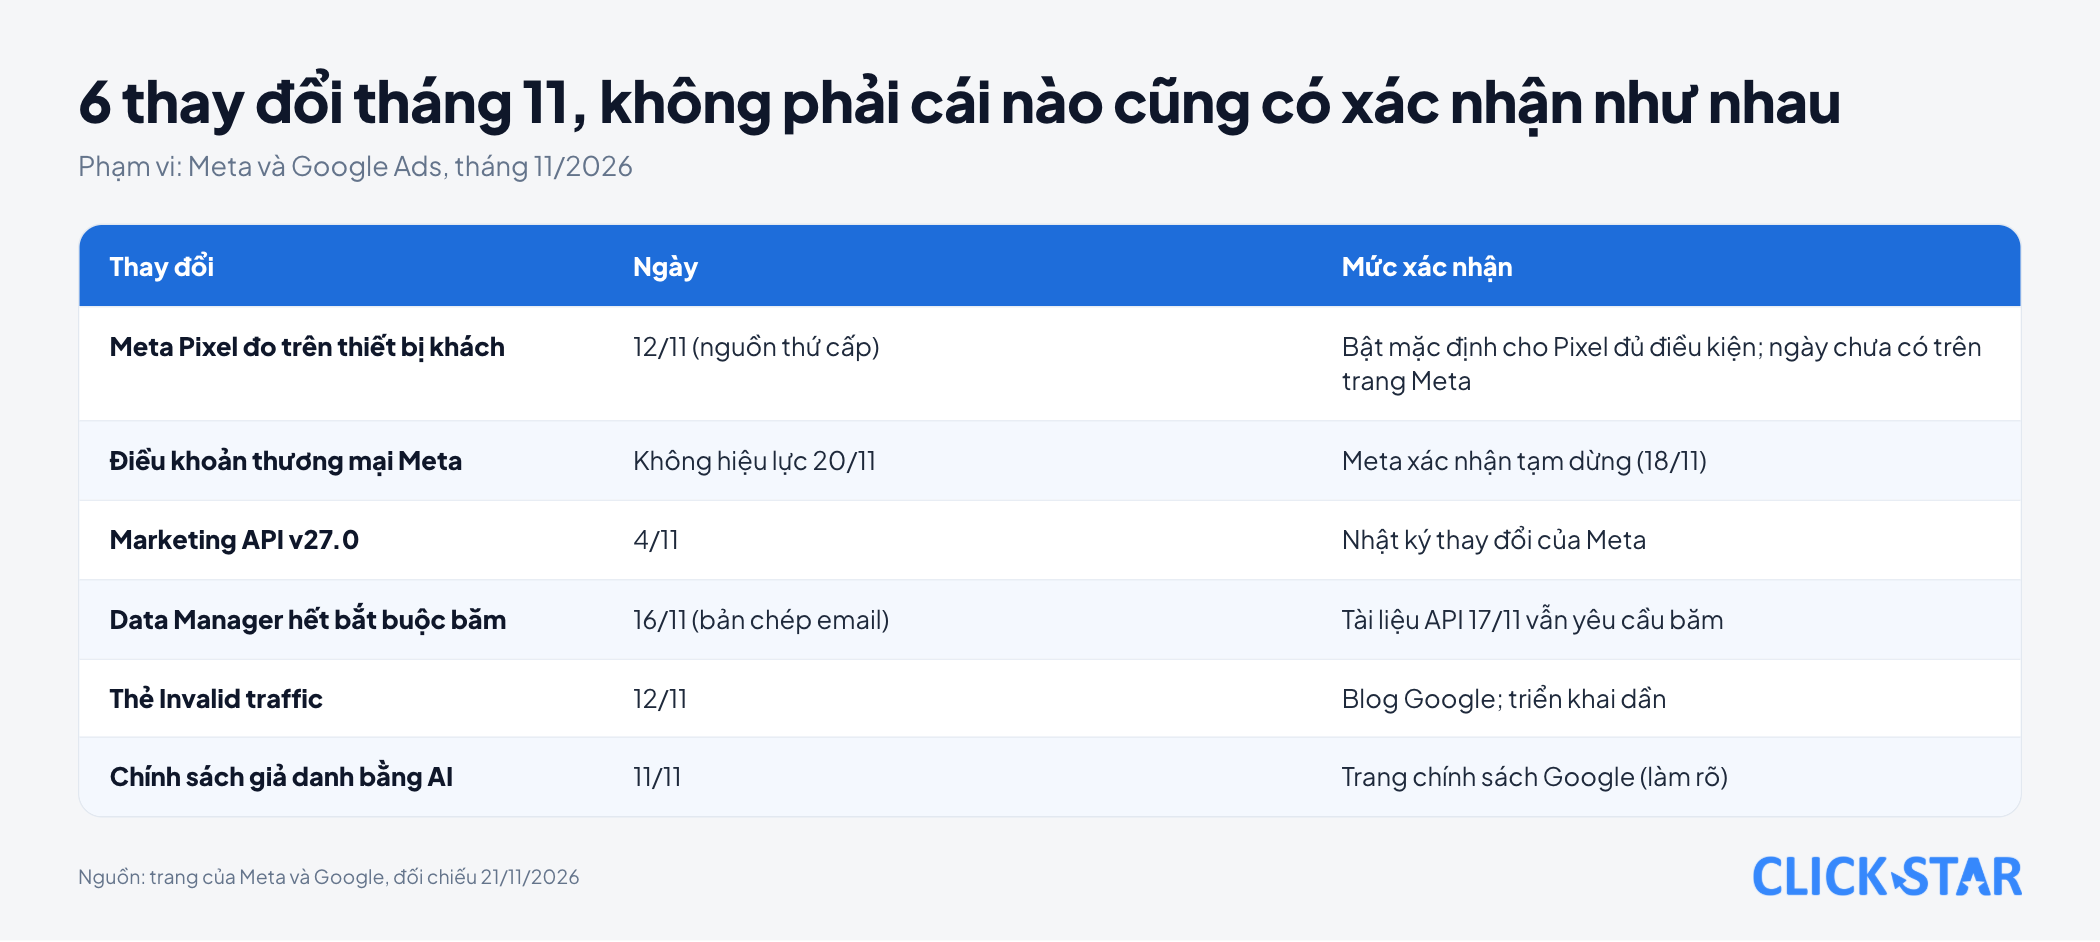 6 thay đổi tháng 11, không phải cái nào cũng có xác nhận như nhau
Phạm vi: Meta và Google Ads, tháng 11/2026
Thay đổi Ngày Mức xác nhận
Meta Pixel đo trên thiết bị khách 12/11 (nguồn thứ cấp) Bật mặc định cho Pixel đủ điều kiện; ngày chưa có trên
trang Meta
Điều khoản thương mại Meta Không hiệu lực 20/11 Meta xác nhận tạm dừng (18/11)
Marketing API v27.0 4/11 Nhật ký thay đổi của Meta
Data Manager hết bắt buộc băm 16/11 (bản chép email) Tài liệu API 17/11 vẫn yêu cầu băm
Thẻ Invalid traffic 12/11 Blog Google; triển khai dần
Chính sách giả danh bằng AI 11/11 Trang chính sách Google (làm rõ)
Nguồn: trang của Meta và Google, đối chiếu 21/11/2026
CLICK STAR